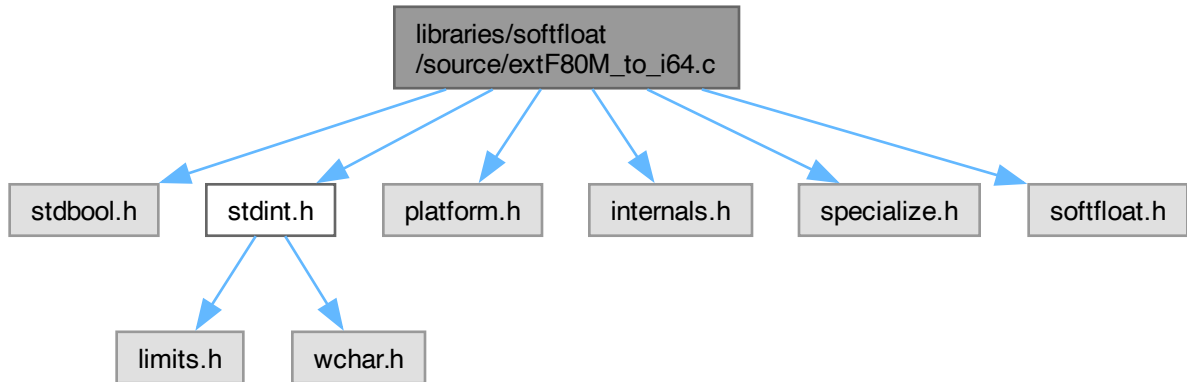 libraries/softfloat
/source/extF80M_to_i64.c
stdbool.h
stdint.h
platform.h
internals.h
specialize.h
softfloat.h
limits.h
wchar.h